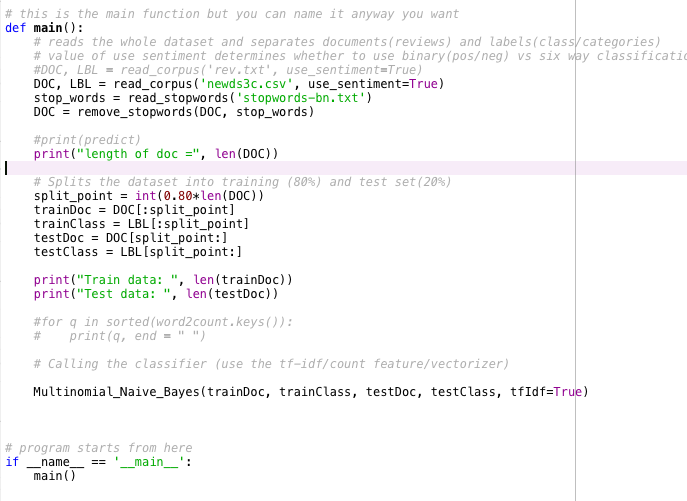 # this is the main function but you can name it anyway you want
def main():
    # reads the whole dataset and separates documents(reviews) and labels(class/categories)
    # value of use sentiment determines whether to use binary(pos/neg) vs six way classificatio
    #DOC, LBL = read_corpus('rev.txt', use_sentiment=True)
    DOC, LBL = read_corpus('newds3c.csv', use_sentiment=True)
    stop_words = read_stopwords('stopwords-bn.txt')
    DOC = remove_stopwords(DOC, stop_words)

    #print(predict)
    print("length of doc =", len(DOC))

    # Splits the dataset into training (80%) and test set(20%)
    split_point = int(0.80*len(DOC))
    trainDoc = DOC[:split_point]
    trainClass = LBL[:split_point]
    testDoc = DOC[split_point:]
    testClass = LBL[split_point:]

    print("Train data: ", len(trainDoc))
    print("Test data: ", len(testDoc))

    #for q in sorted(word2count.keys()):
    #    print(q, end = " ")

    # Calling the classifier (use the tf-idf/count feature/vectorizer)

    Multinomial_Naive_Bayes(trainDoc, trainClass, testDoc, testClass, tfIdf=True)

# program starts from here
if __name__ == '__main__':
    main()